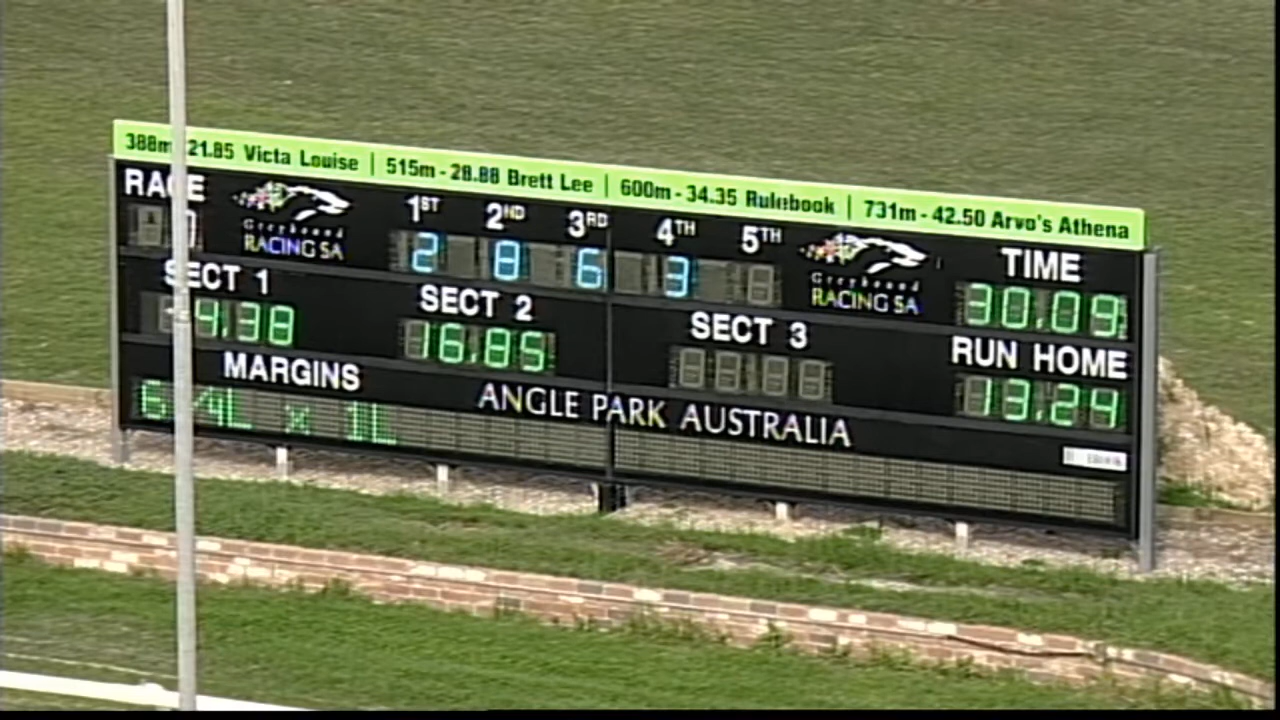 388m - 21.85 Victa Louise | 515m - 28.88 Brett Lee | 600m - 34.35 Rulebook | 731m - 42.50 Arvo's Athena
RACE
Greyhound
RACING SA
1ST 2ND 3RD 4TH 5TH
2 8 6 3
Greyhound
RACING SA
TIME
30.09
SECT 1
4.38
SECT 2
16.85
SECT 3
RUN HOME
13.24
MARGINS
4L x 1L
ANGLE PARK AUSTRALIA